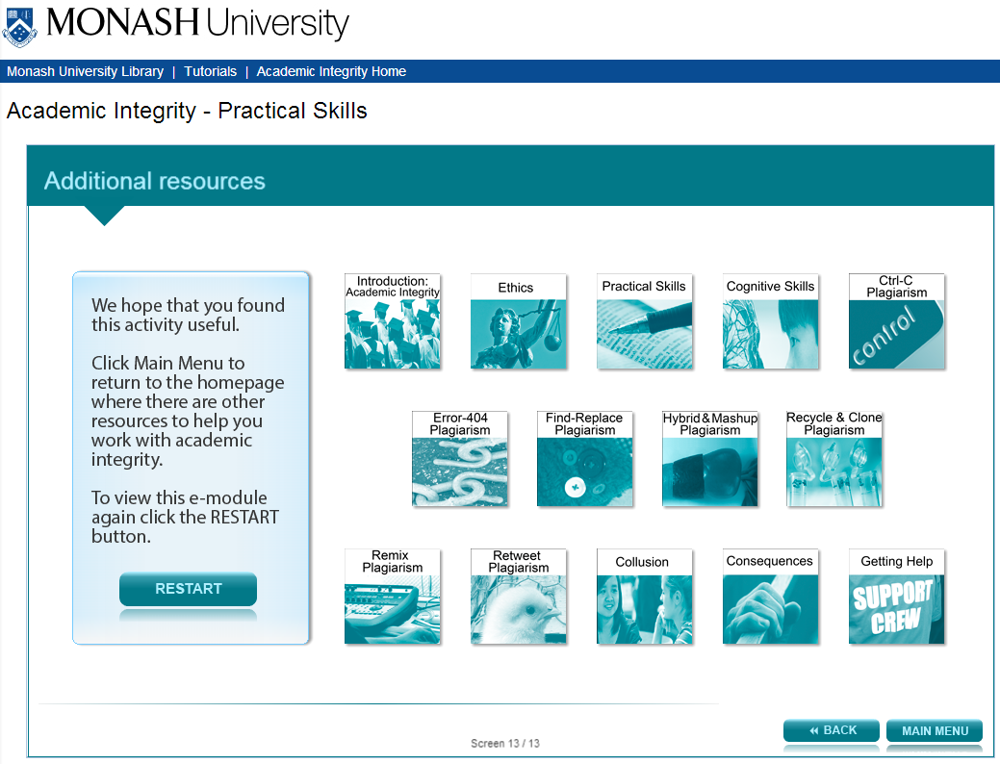 MONASH University
Monash University Library | Tutorials | Academic Integrity Home
Academic Integrity - Practical Skills
Additional resources
We hope that you found
this activity useful.
Click Main Menu to
return to the homepage
where there are other
resources to help you
work with academic
integrity.
To view this e-module
again click the RESTART
button.
RESTART
Introduction:
Academic Integrity
Ethics
Practical Skills
Cognitive Skills
Ctrl-C
Plagiarism
control
Error-404
Plagiarism
Find-Replace
Plagiarism
Hybrid & Mashup
Plagiarism
Recycle & Clone
Plagiarism
Remix
Plagiarism
Retweet
Plagiarism
Collusion
Consequences
Getting Help
SUPPORT
CREW
Screen 13 / 13
BACK
MAIN MENU